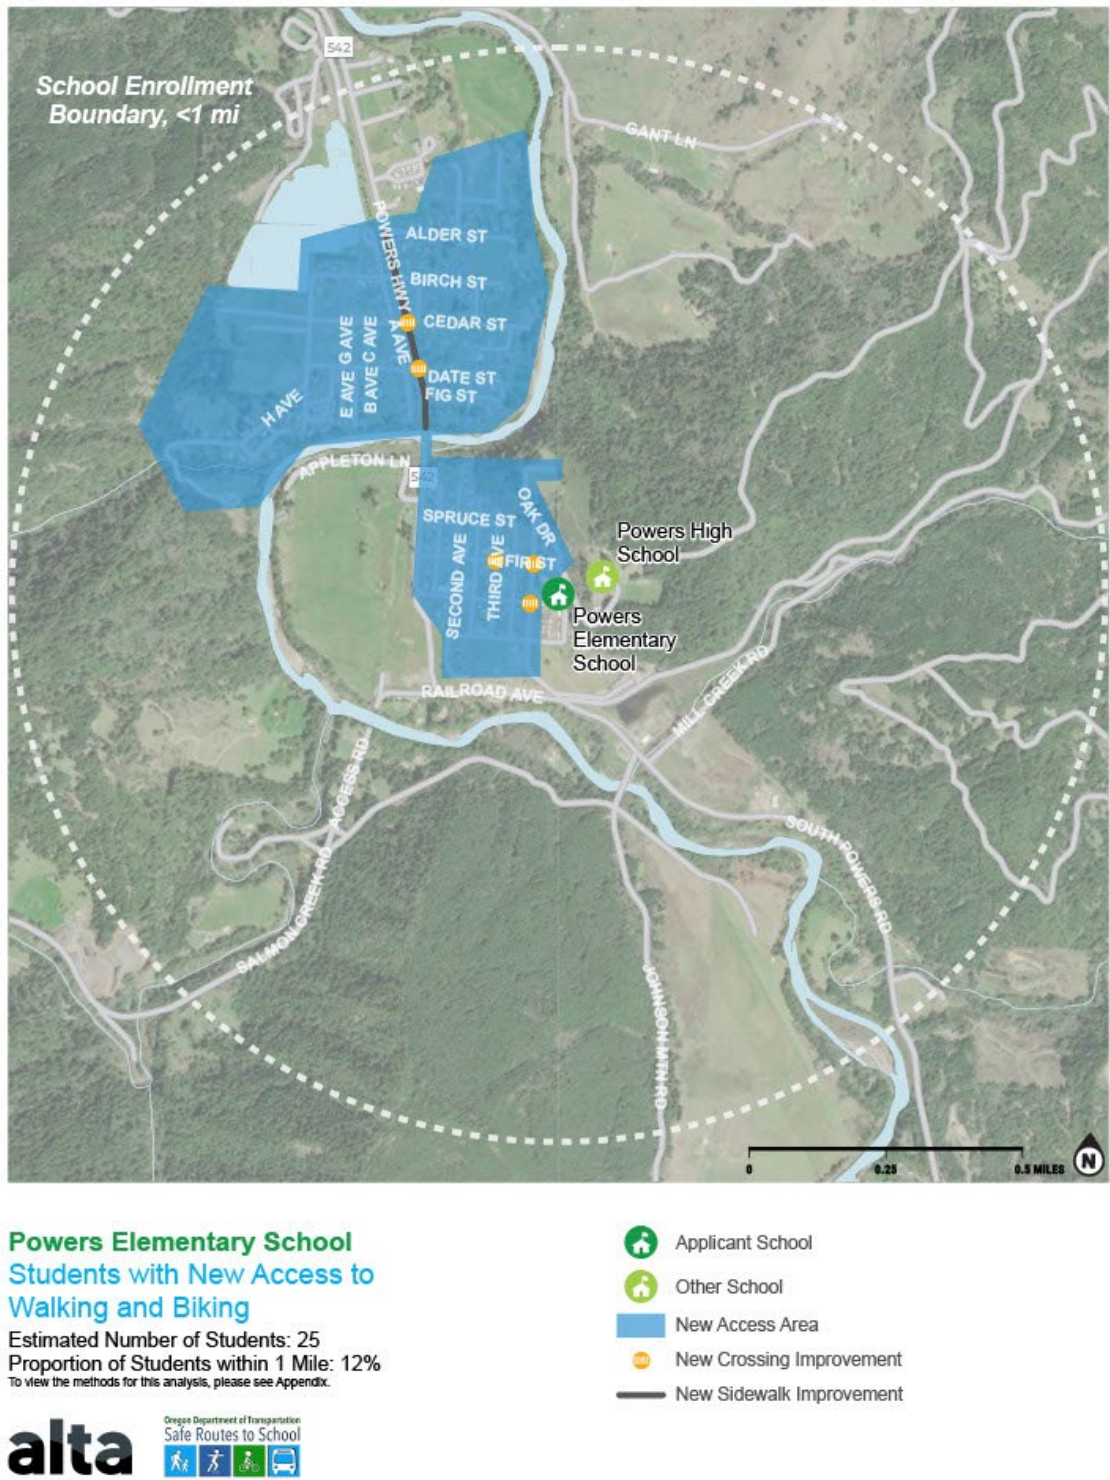 542
School Enrollment
Boundary, <1 mi
GANT LN
POWERS HWY
ALDER ST
BIRCH ST
CEDAR ST
A AVE
E AVE G AVE
B AVE C AVE
DATE ST
FIG ST
H AVE
APPLETON LN
542
OAK DR
SPRUCE ST
SECOND AVE
THIRD AVE
FIR ST
Powers High
School
Powers
Elementary
School
RAILROAD AVE
MILL CREEK RD
ACCESS RD
SALMON CREEK RD
SOUTH POWERS RD
JOHNSON MTN RD
0 0.25 0.5 MILES
N
Powers Elementary School
Students with New Access to
Walking and Biking
Estimated Number of Students: 25
Proportion of Students within 1 Mile: 12%
To view the methods for this analysis, please see Appendix.
Applicant School
Other School
New Access Area
New Crossing Improvement
New Sidewalk Improvement
alta
Oregon Department of Transportation
Safe Routes to School